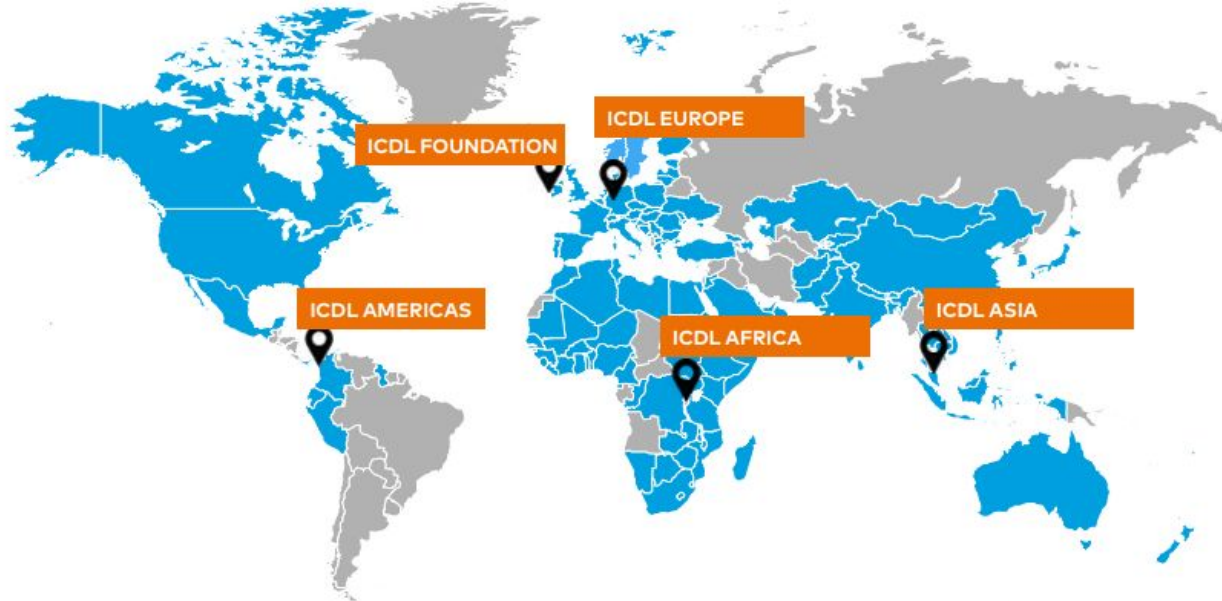 ICDL EUROPE
ICDL FOUNDATION
ICDL AMERICAS
ICDL ASIA
ICDL AFRICA